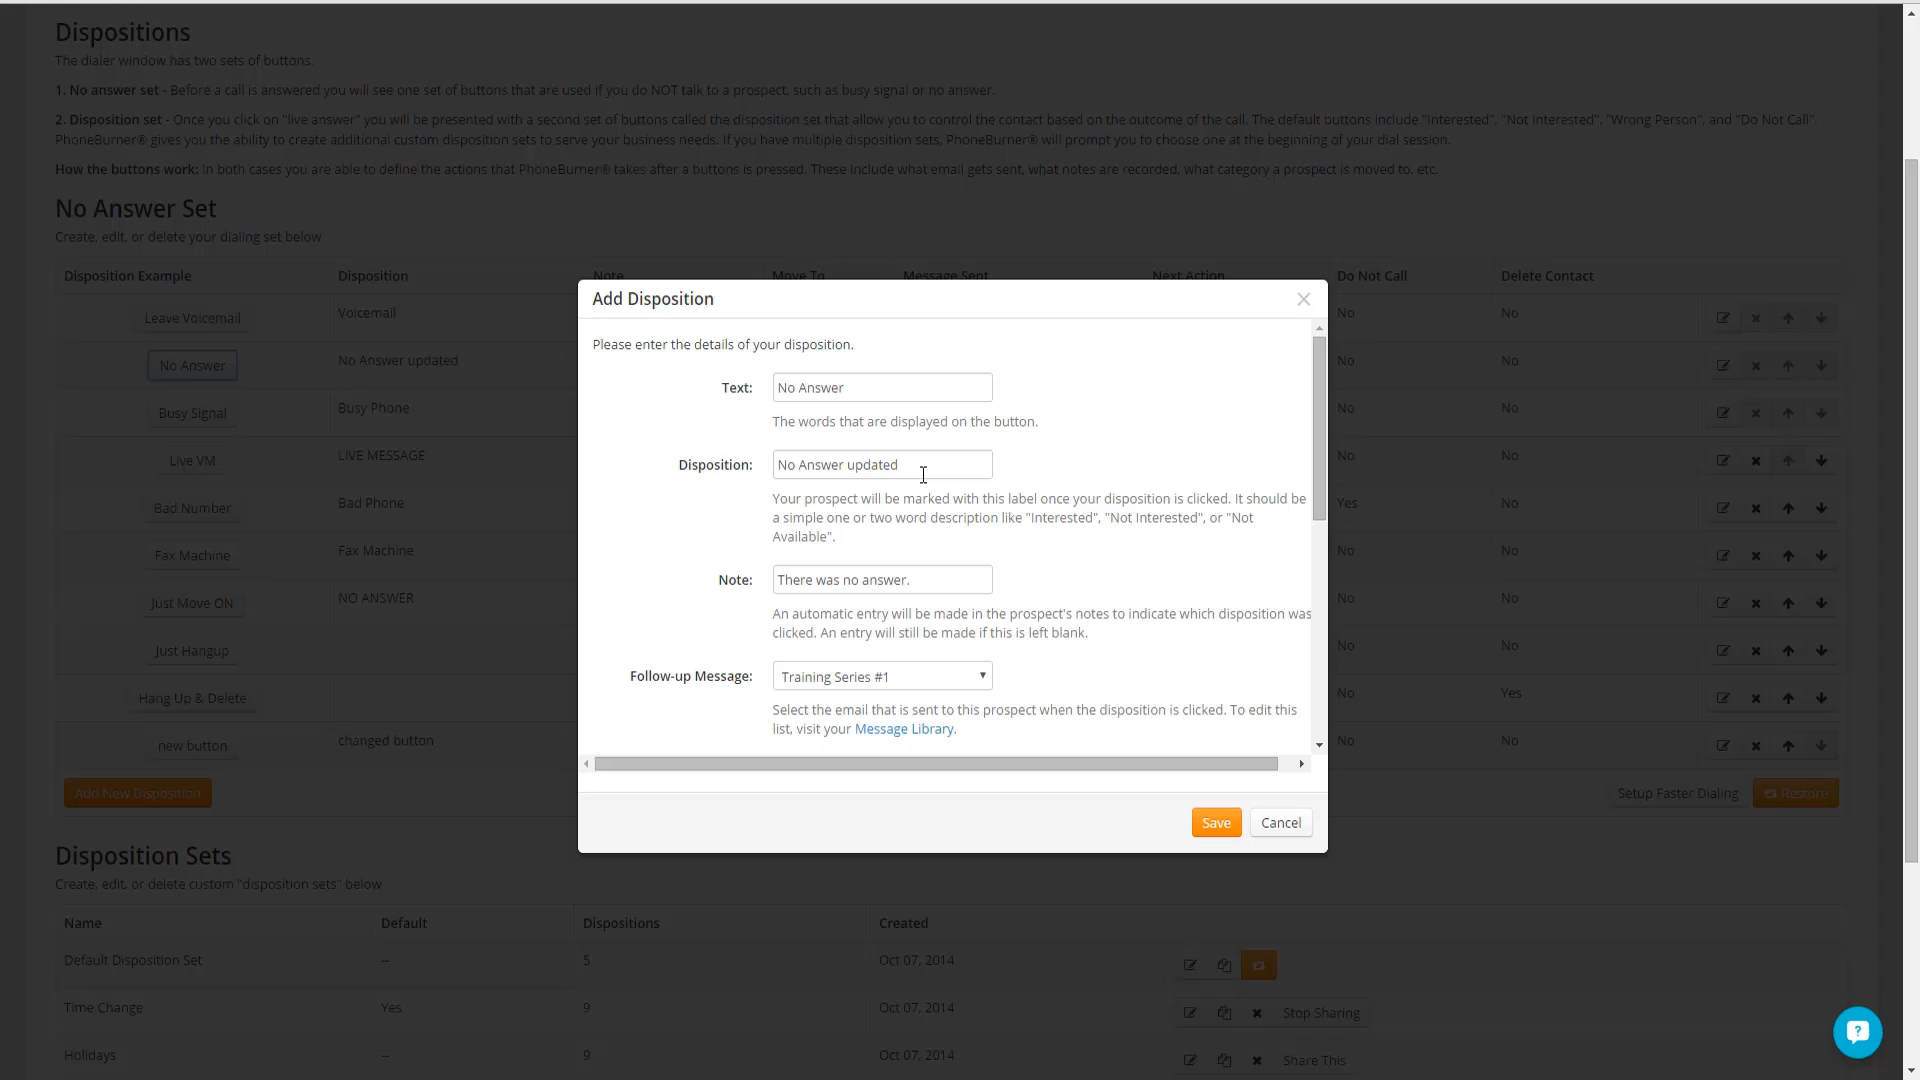 Dispositions
The dialer window has two sets of buttons.
1. No answer set - Before a call is answered you will see one set of buttons that are used if you do NOT talk to a prospect, such as busy signal or no answer.
2. Disposition set - Once you click on "live answer" you will be presented with a second set of buttons called the disposition set that allow you to control the contact based on the outcome of the call. The default buttons include "Interested", "Not Interested", "Wrong Person", and "Do Not Call".
PhoneBurner® gives you the ability to create additional custom disposition sets to serve your business needs. If you have multiple disposition sets, PhoneBurner® will prompt you to choose one at the beginning of your dial session.
How the buttons work: In both cases you are able to define the actions that PhoneBurner® takes after a buttons is pressed. These include what email gets sent, what notes are recorded, what category a prospect is moved to, etc.
No Answer Set
Create, edit, or delete your dialing set below
Disposition Example Disposition Note Move To Message Sent Next Action Do Not Call Delete Contact
Leave Voicemail Voicemail No No
No Answer No Answer updated No No
Busy Signal Busy Phone No No
Live VM LIVE MESSAGE No No
Bad Number Bad Phone Yes No
Fax Machine Fax Machine No No
Just Move ON NO ANSWER No No
Just Hangup No No
Hang Up & Delete No Yes
new button changed button No No
Add New Disposition Setup Faster Dialing Restore
Add Disposition
Please enter the details of your disposition.
Text: No Answer
The words that are displayed on the button.
Disposition: No Answer updated
Your prospect will be marked with this label once your disposition is clicked. It should be
a simple one or two word description like "Interested", "Not Interested", or "Not
Available".
Note: There was no answer.
An automatic entry will be made in the prospect's notes to indicate which disposition was
clicked. An entry will still be made if this is left blank.
Follow-up Message: Training Series #1
Select the email that is sent to this prospect when the disposition is clicked. To edit this
list, visit your Message Library.
Save Cancel
Disposition Sets
Create, edit, or delete custom "disposition sets" below
Name Default Dispositions Created
Default Disposition Set -- 5 Oct 07, 2014
Time Change Yes 9 Oct 07, 2014 Stop Sharing
Holidays -- 9 Oct 07, 2014 Share This